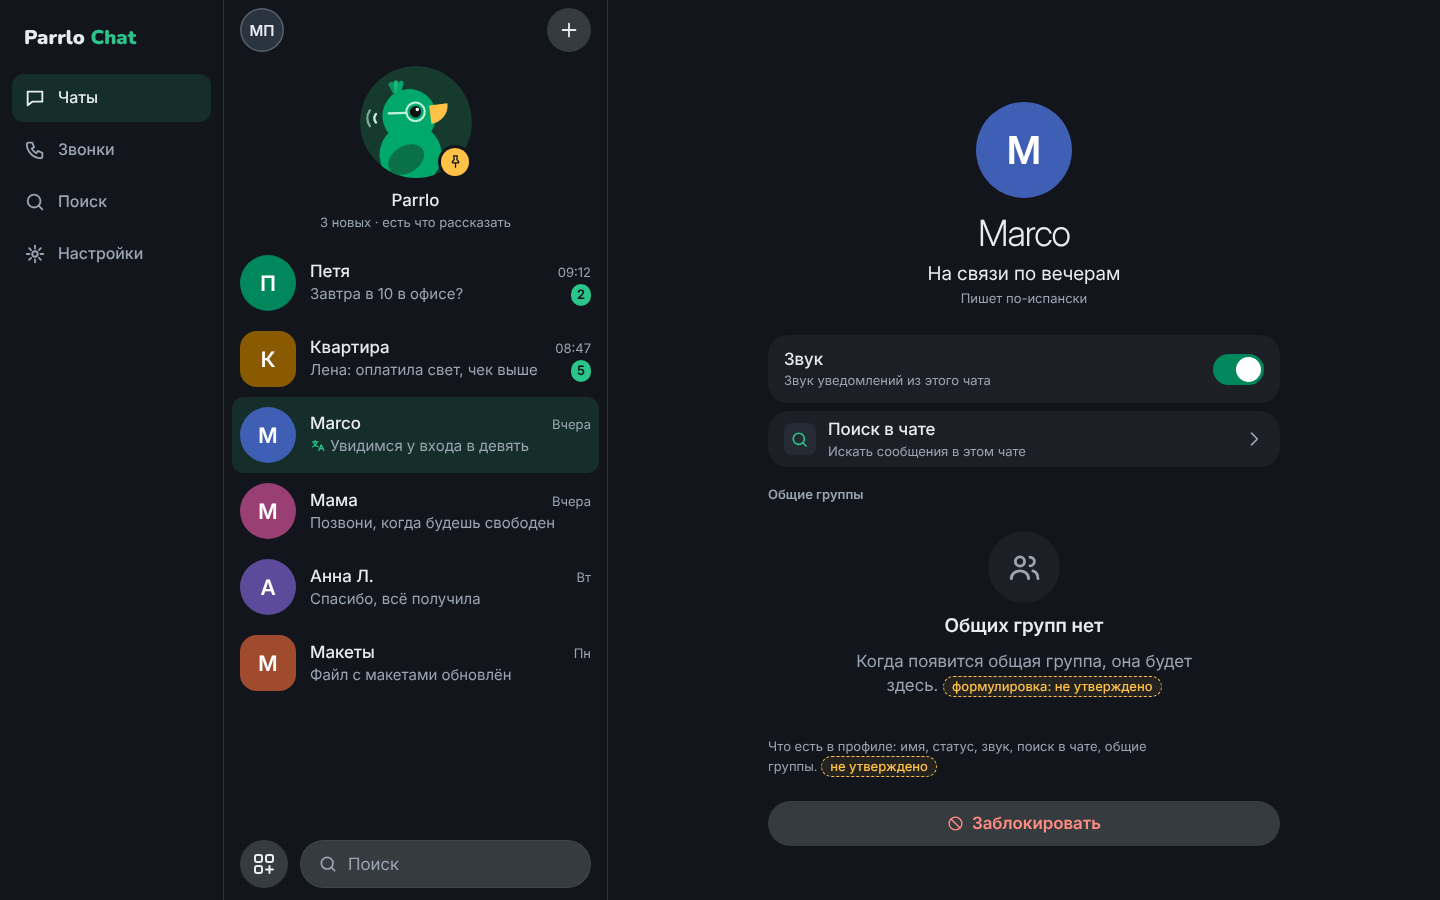 Parrlo Chat
Чаты
Звонки
Поиск
Настройки
МП
Parrlo
3 новых · есть что рассказать
П
Петя
09:12
Завтра в 10 в офисе?
2
К
Квартира
08:47
Лена: оплатила свет, чек выше
5
M
Marco
Вчера
Увидимся у входа в девять
М
Мама
Вчера
Позвони, когда будешь свободен
А
Анна Л.
Вт
Спасибо, всё получила
М
Макеты
Пн
Файл с макетами обновлён
Поиск
M
Marco
На связи по вечерам
Пишет по-испански
Звук
Звук уведомлений из этого чата
Поиск в чате
Искать сообщения в этом чате
Общие группы
Общих групп нет
Когда появится общая группа, она будет
здесь. формулировка: не утверждено
Что есть в профиле: имя, статус, звук, поиск в чате, общие
группы. не утверждено
Заблокировать